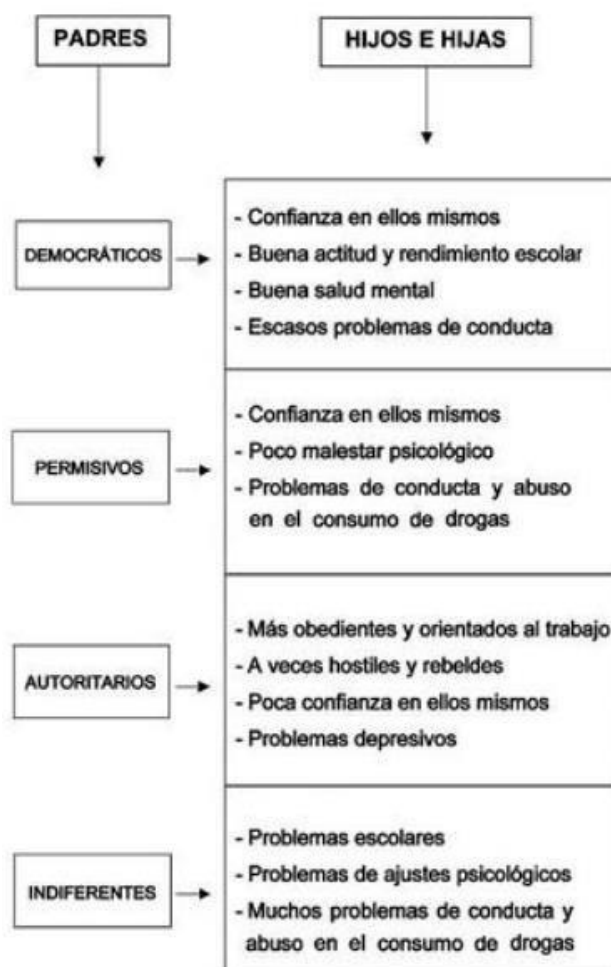 PADRES
HIJOS E HIJAS
DEMOCRÁTICOS
- Confianza en ellos mismos
- Buena actitud y rendimiento escolar
- Buena salud mental
- Escasos problemas de conducta
PERMISIVOS
- Confianza en ellos mismos
- Poco malestar psicológico
- Problemas de conducta y abuso
en el consumo de drogas
AUTORITARIOS
- Más obedientes y orientados al trabajo
- A veces hostiles y rebeldes
- Poca confianza en ellos mismos
- Problemas depresivos
INDIFERENTES
- Problemas escolares
- Problemas de ajustes psicológicos
- Muchos problemas de conducta y
abuso en el consumo de drogas